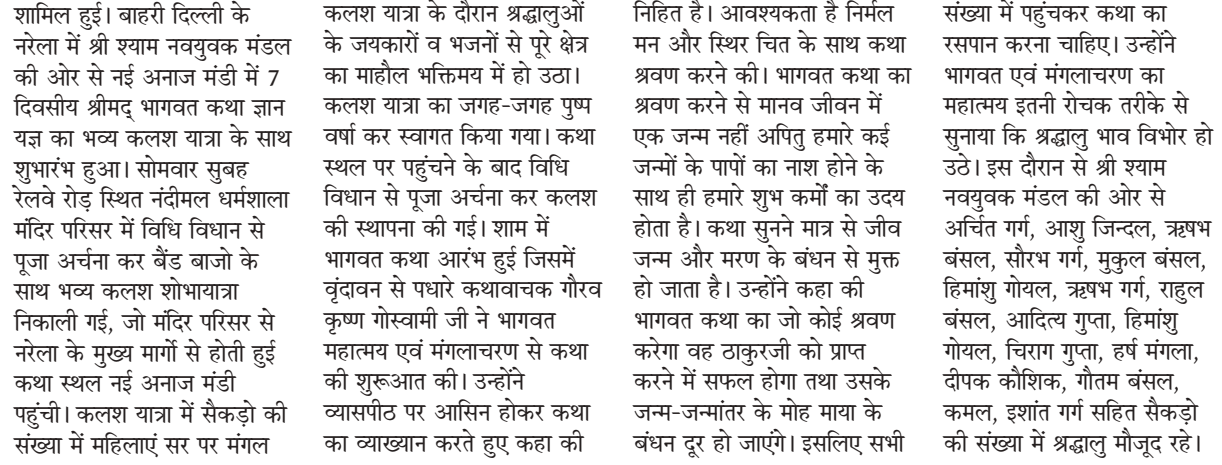 शामिल हुई। बाहरी दिल्ली के
नरेला में श्री श्याम नवयुवक मंडल
की ओर से नई अनाज मंडी में 7
दिवसीय श्रीमद् भागवत कथा ज्ञान
यज्ञ का भव्य कलश यात्रा के साथ
शुभारंभ हुआ। सोमवार सुबह
रेलवे रोड़ स्थित नंदीमल धर्मशाला
मंदिर परिसर में विधि विधान से
पूजा अर्चना कर बैंड बाजो के
साथ भव्य कलश शोभायात्रा
निकाली गई, जो मंदिर परिसर से
नरेला के मुख्य मार्गो से होती हुई
कथा स्थल नई अनाज मंडी
पहुंची। कलश यात्रा में सैकड़ो की
संख्या में महिलाएं सर पर मंगल
कलश यात्रा के दौरान श्रद्धालुओं
के जयकारों व भजनों से पूरे क्षेत्र
का माहौल भक्तिमय में हो उठा।
कलश यात्रा का जगह-जगह पुष्प
वर्षा कर स्वागत किया गया। कथा
स्थल पर पहुंचने के बाद विधि
विधान से पूजा अर्चना कर कलश
की स्थापना की गई। शाम में
भागवत कथा आरंभ हुई जिसमें
वृंदावन से पधारे कथावाचक गौरव
कृष्ण गोस्वामी जी ने भागवत
महात्मय एवं मंगलाचरण से कथा
की शुरूआत की। उन्होंने
व्यासपीठ पर आसिन होकर कथा
का व्याख्यान करते हुए कहा की
निहित है। आवश्यकता है निर्मल
मन और स्थिर चित के साथ कथा
श्रवण करने की। भागवत कथा का
श्रवण करने से मानव जीवन में
एक जन्म नहीं अपितु हमारे कई
जन्मों के पापों का नाश होने के
साथ ही हमारे शुभ कर्मों का उदय
होता है। कथा सुनने मात्र से जीव
जन्म और मरण के बंधन से मुक्त
हो जाता है। उन्होंने कहा की
भागवत कथा का जो कोई श्रवण
करेगा वह ठाकुरजी को प्राप्त
करने में सफल होगा तथा उसके
जन्म-जन्मांतर के मोह माया के
बंधन दूर हो जाएंगे। इसलिए सभी
संख्या में पहुंचकर कथा का
रसपान करना चाहिए। उन्होंने
भागवत एवं मंगलाचरण का
महात्मय इतनी रोचक तरीके से
सुनाया कि श्रद्धालु भाव विभोर हो
उठे। इस दौरान से श्री श्याम
नवयुवक मंडल की ओर से
अर्चित गर्ग, आशु जिन्दल, ऋषभ
बंसल, सौरभ गर्ग, मुकुल बंसल,
हिमांशु गोयल, ऋषभ गर्ग, राहुल
बंसल, आदित्य गुप्ता, हिमांशु
गोयल, चिराग गुप्ता, हर्ष मंगला,
दीपक कौशिक, गौतम बंसल,
कमल, इशांत गर्ग सहित सैकड़ो
की संख्या में श्रद्धालु मौजूद रहे।